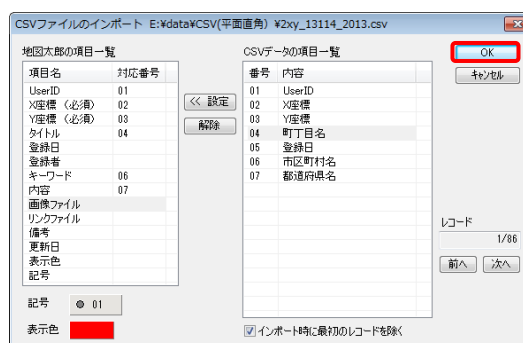 CSVファイルのインポート E:¥data¥CSV(平面直角)¥2xy_13114_2013.csv
地図太郎の項目一覧
項目名 対応番号
UserID 01
X座標（必須） 02
Y座標（必須） 03
タイトル 04
登録日
登録者
キーワード 06
内容 07
画像ファイル
リンクファイル
備考
更新日
表示色
記号
記号 ● 01
表示色
<< 設定
解除
CSVデータの項目一覧
番号 内容
01 UserID
02 X座標
03 Y座標
04 町丁目名
05 登録日
06 市区町村名
07 都道府県名
インポート時に最初のレコードを除く
OK
キャンセル
レコード
1/86
前へ 次へ